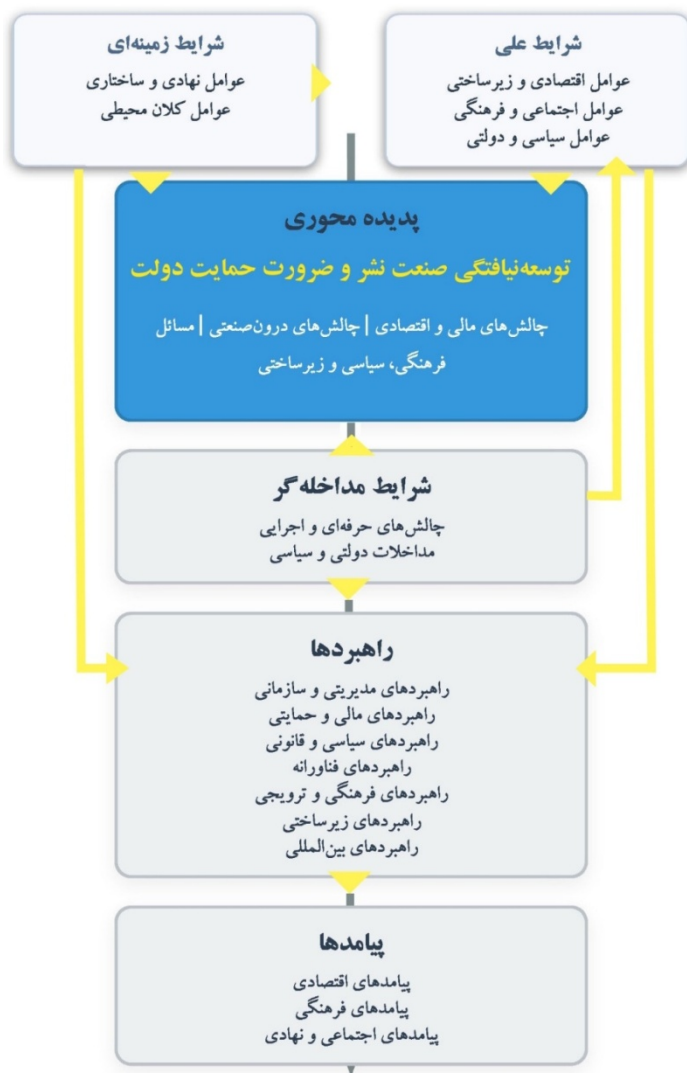 شرایط علی
عوامل اقتصادی و زیرساختی
عوامل اجتماعی و فرهنگی
عوامل سیاسی و دولتی
شرایط زمینه‌ای
عوامل نهادی و ساختاری
عوامل کلان محیطی
پدیده محوری
توسعه‌نیافتگی صنعت نشر و ضرورت حمایت دولت
چالش‌های مالی و اقتصادی | چالش‌های درون‌صنعتی | مسائل
فرهنگی، سیاسی و زیرساختی
شرایط مداخله‌گر
چالش‌های حرفه‌ای و اجرایی
مداخلات دولتی و سیاسی
راهبردها
راهبردهای مدیریتی و سازمانی
راهبردهای مالی و حمایتی
راهبردهای سیاسی و قانونی
راهبردهای فناورانه
راهبردهای فرهنگی و ترویجی
راهبردهای زیرساختی
راهبردهای بین‌المللی
پیامدها
پیامدهای اقتصادی
پیامدهای فرهنگی
پیامدهای اجتماعی و نهادی